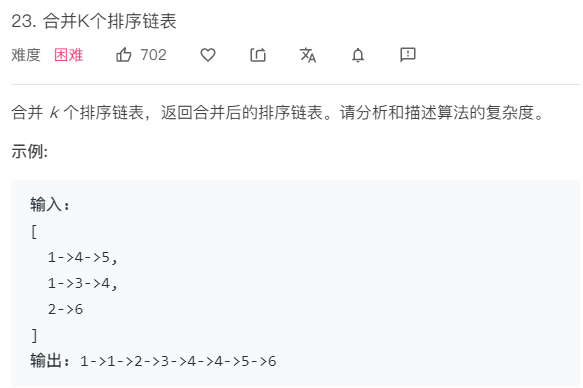 23. 合并K个排序链表
难度 困难 702
合并 k 个排序链表，返回合并后的排序链表。请分析和描述算法的复杂度。
示例:
输入:
[
  1->4->5,
  1->3->4,
  2->6
]
输出: 1->1->2->3->4->4->5->6